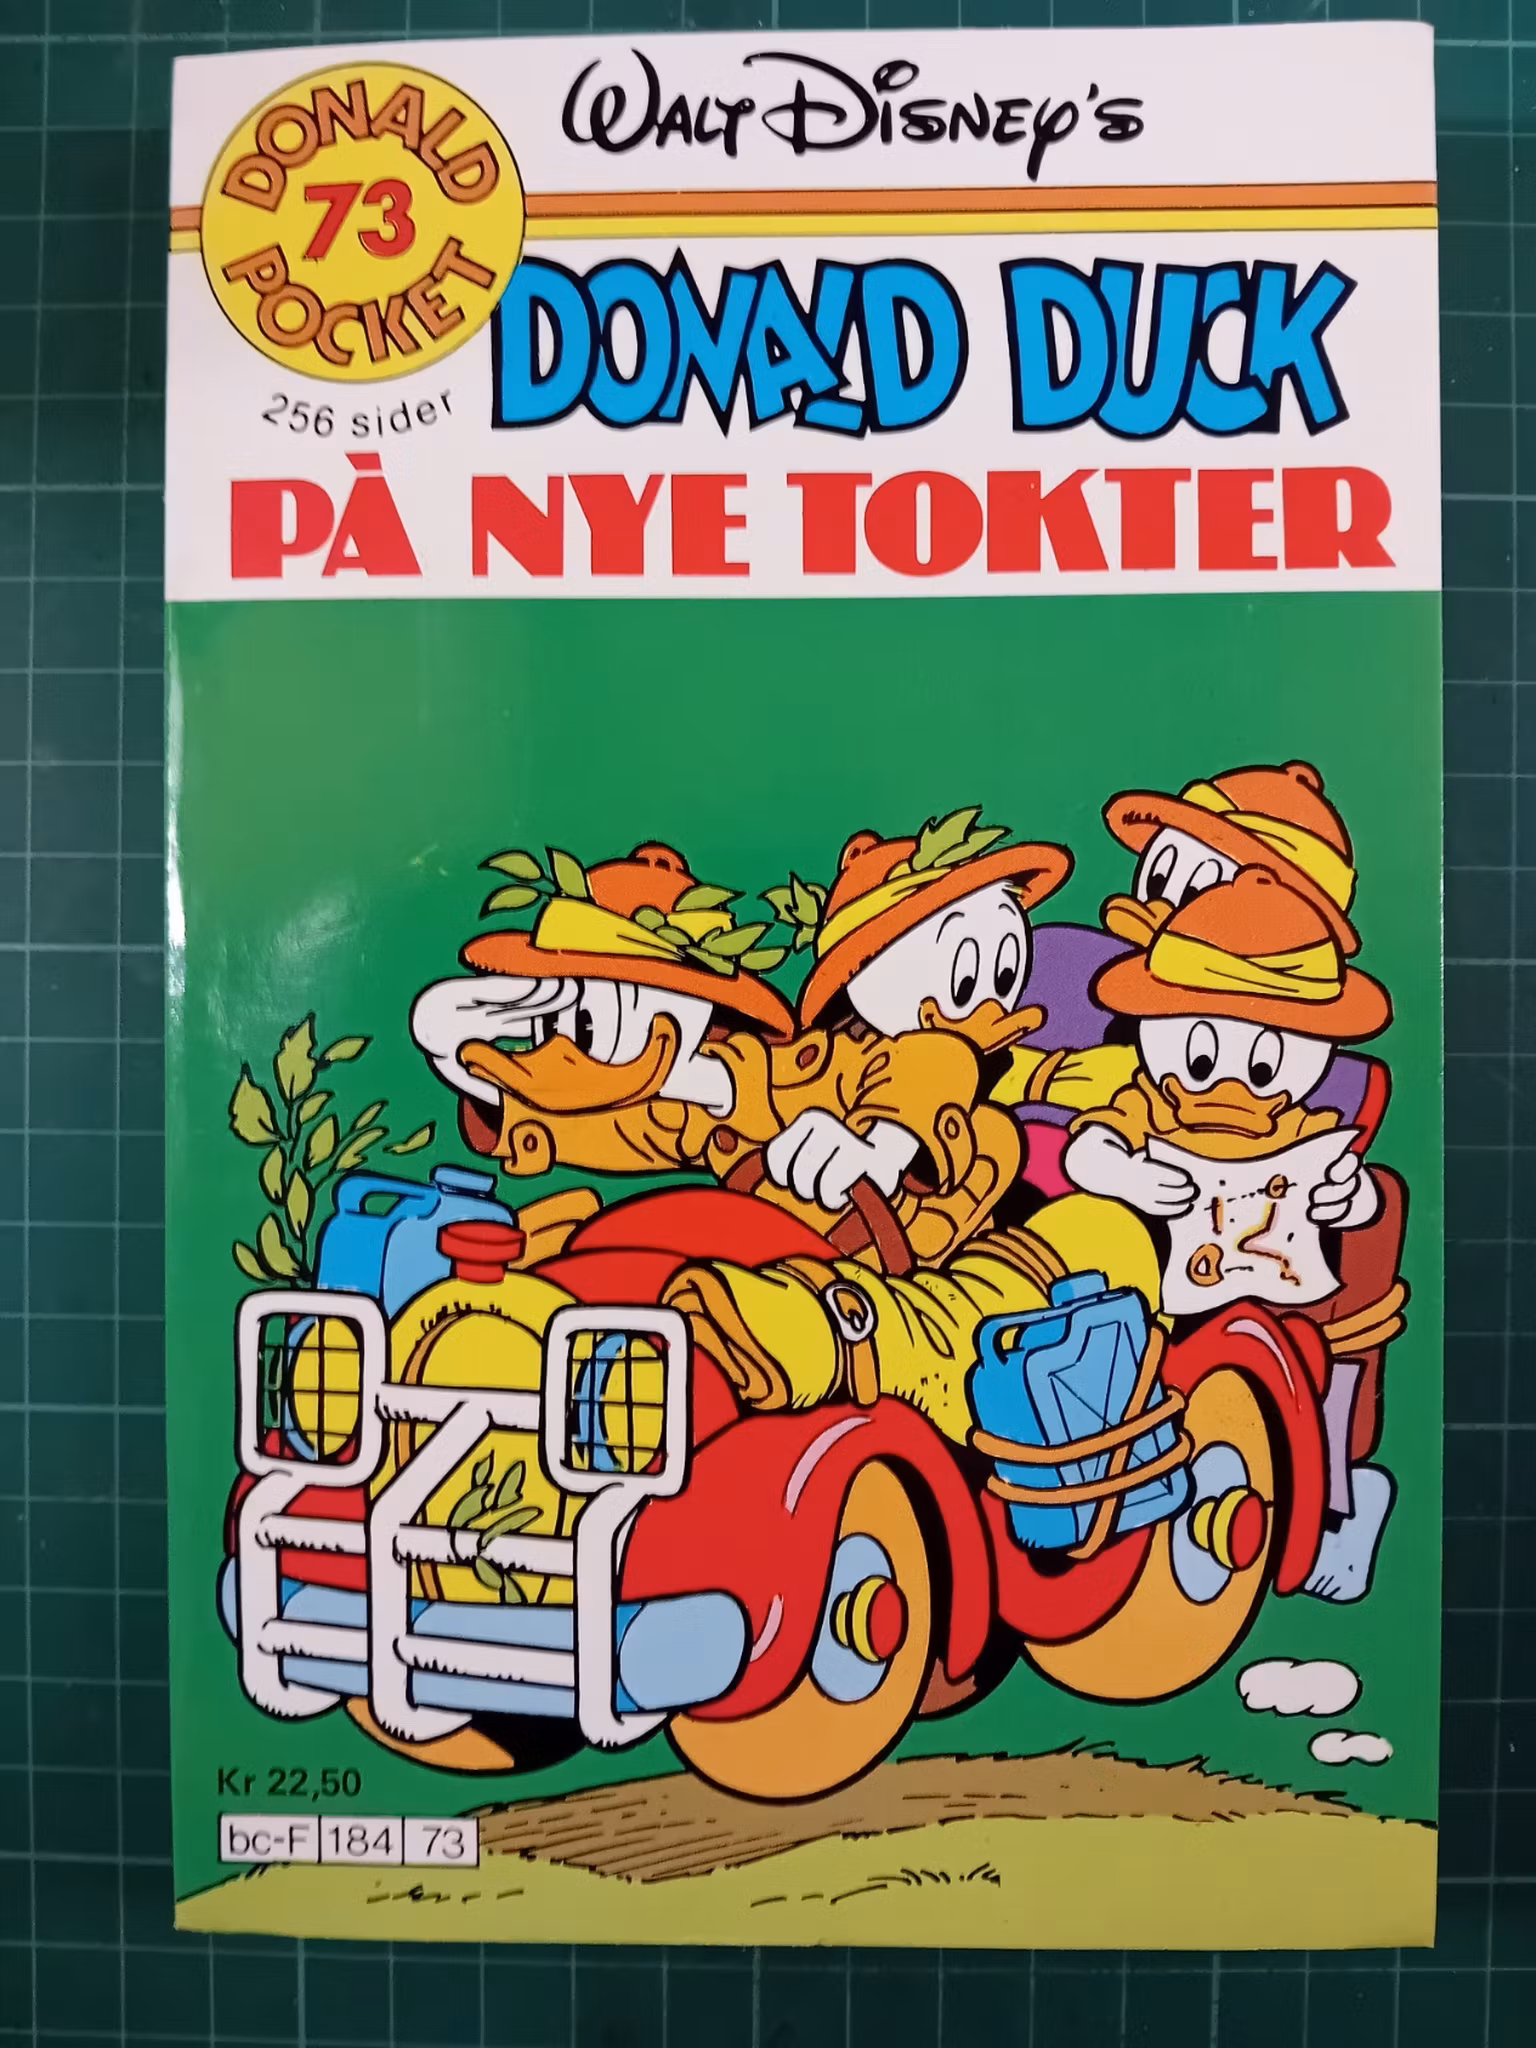 WALT DISNEY'S
DONALD
73
POCKET
256 sider
DONALD DUCK
PÅ NYE TOKTER
Kr 22,50
bc-F 184 73